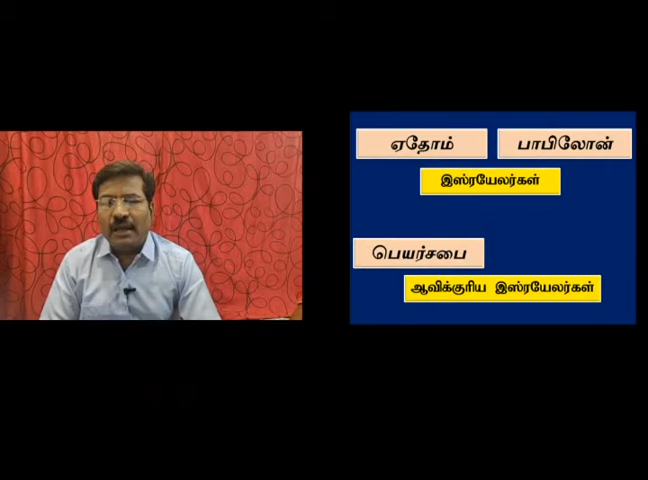 ஏதோம் பாபிலோன்
இஸ்ரயேலர்கள்
பெயர்சபை
ஆவிக்குரிய இஸ்ரயேலர்கள்